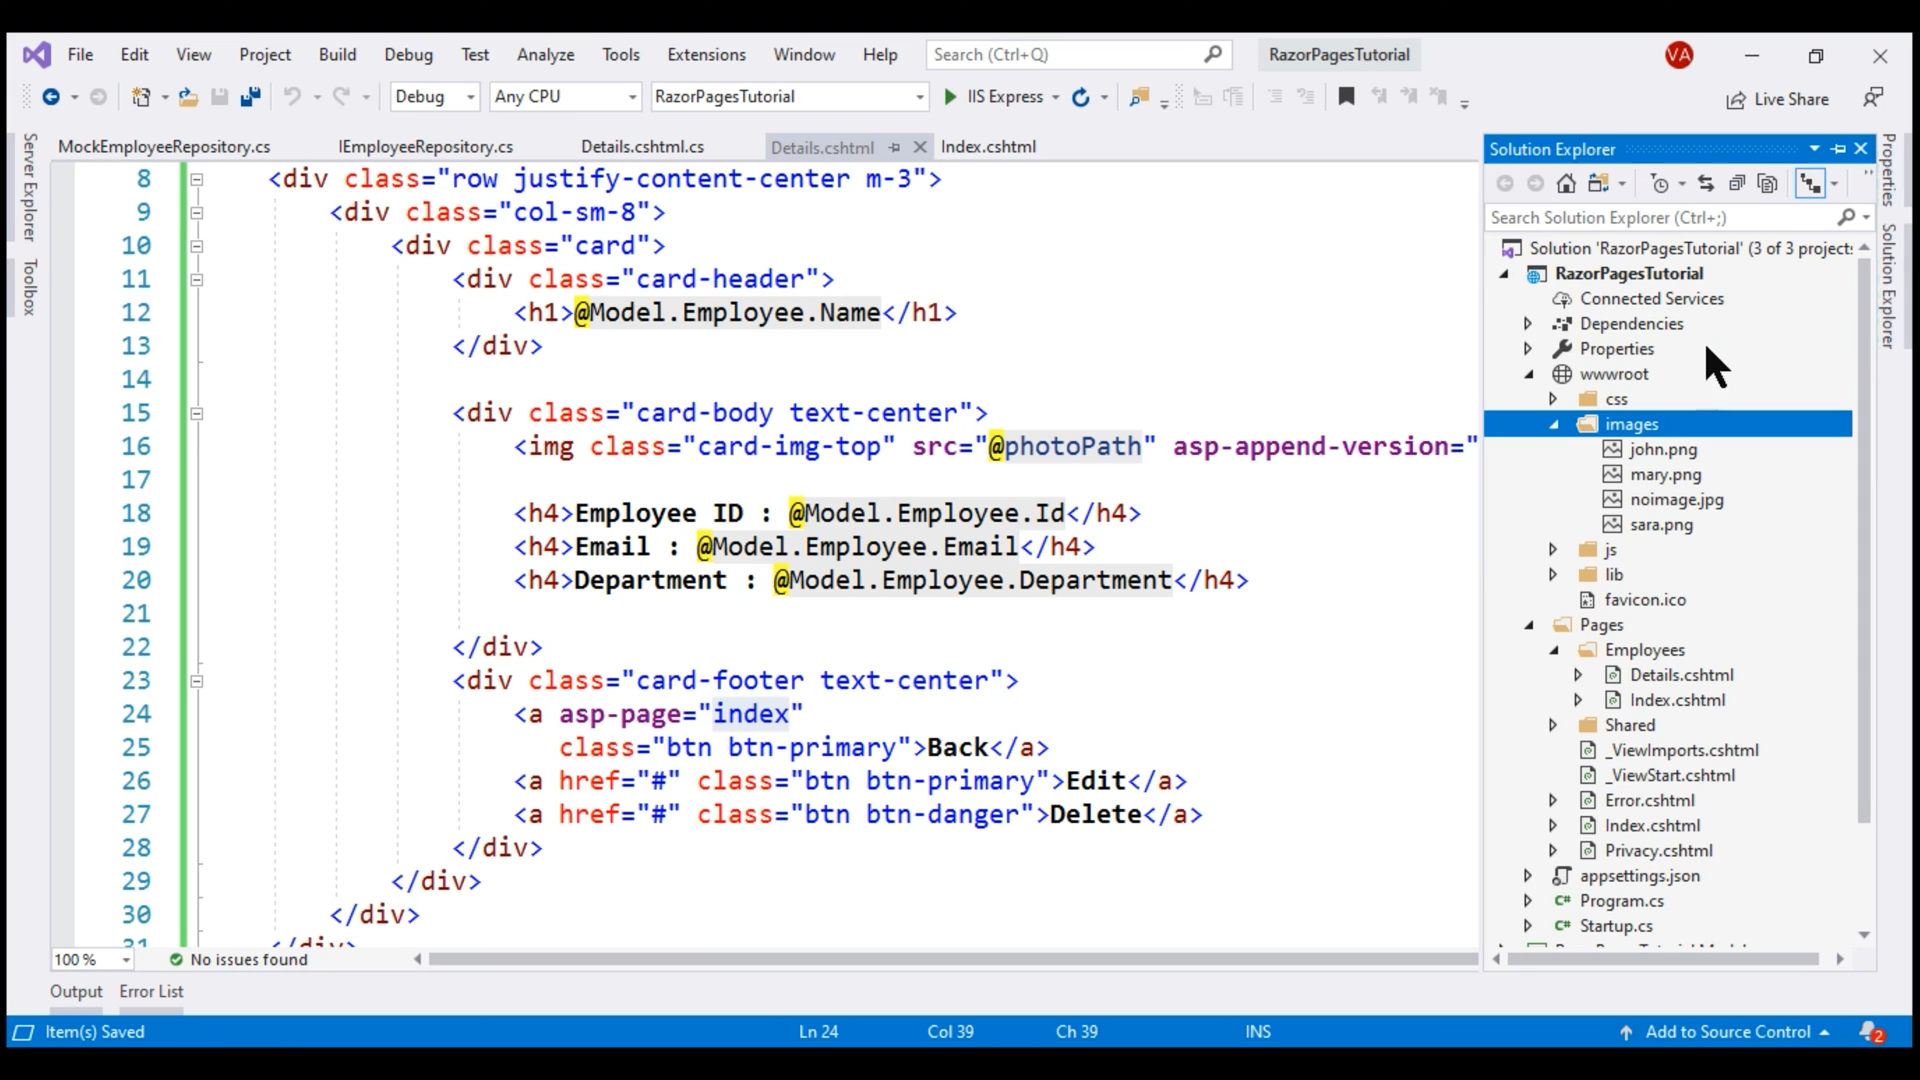 File Edit View Project Build Debug Test Analyze Tools Extensions Window Help Search (Ctrl+Q) RazorPagesTutorial VA
Debug Any CPU RazorPagesTutorial IIS Express Live Share
MockEmployeeRepository.cs IEmployeeRepository.cs Details.cshtml.cs Details.cshtml Index.cshtml
Server Explorer
Toolbox
8 <div class="row justify-content-center m-3">
9 <div class="col-sm-8">
10 <div class="card">
11 <div class="card-header">
12 <h1>@Model.Employee.Name</h1>
13 </div>
14
15 <div class="card-body text-center">
16 <img class="card-img-top" src="@photoPath" asp-append-version="
17
18 <h4>Employee ID : @Model.Employee.Id</h4>
19 <h4>Email : @Model.Employee.Email</h4>
20 <h4>Department : @Model.Employee.Department</h4>
21
22 </div>
23 <div class="card-footer text-center">
24 <a asp-page="index"
25 class="btn btn-primary">Back</a>
26 <a href="#" class="btn btn-primary">Edit</a>
27 <a href="#" class="btn btn-danger">Delete</a>
28 </div>
29 </div>
30 </div>
31 </div>
100 % No issues found
Solution Explorer
Search Solution Explorer (Ctrl+;)
Solution 'RazorPagesTutorial' (3 of 3 projects
RazorPagesTutorial
Connected Services
Dependencies
Properties
wwwroot
css
images
john.png
mary.png
noimage.jpg
sara.png
js
lib
favicon.ico
Pages
Employees
Details.cshtml
Index.cshtml
Shared
_ViewImports.cshtml
_ViewStart.cshtml
Error.cshtml
Index.cshtml
Privacy.cshtml
appsettings.json
C# Program.cs
C# Startup.cs
Properties
Solution Explorer
Output Error List
Item(s) Saved Ln 24 Col 39 Ch 39 INS Add to Source Control 2